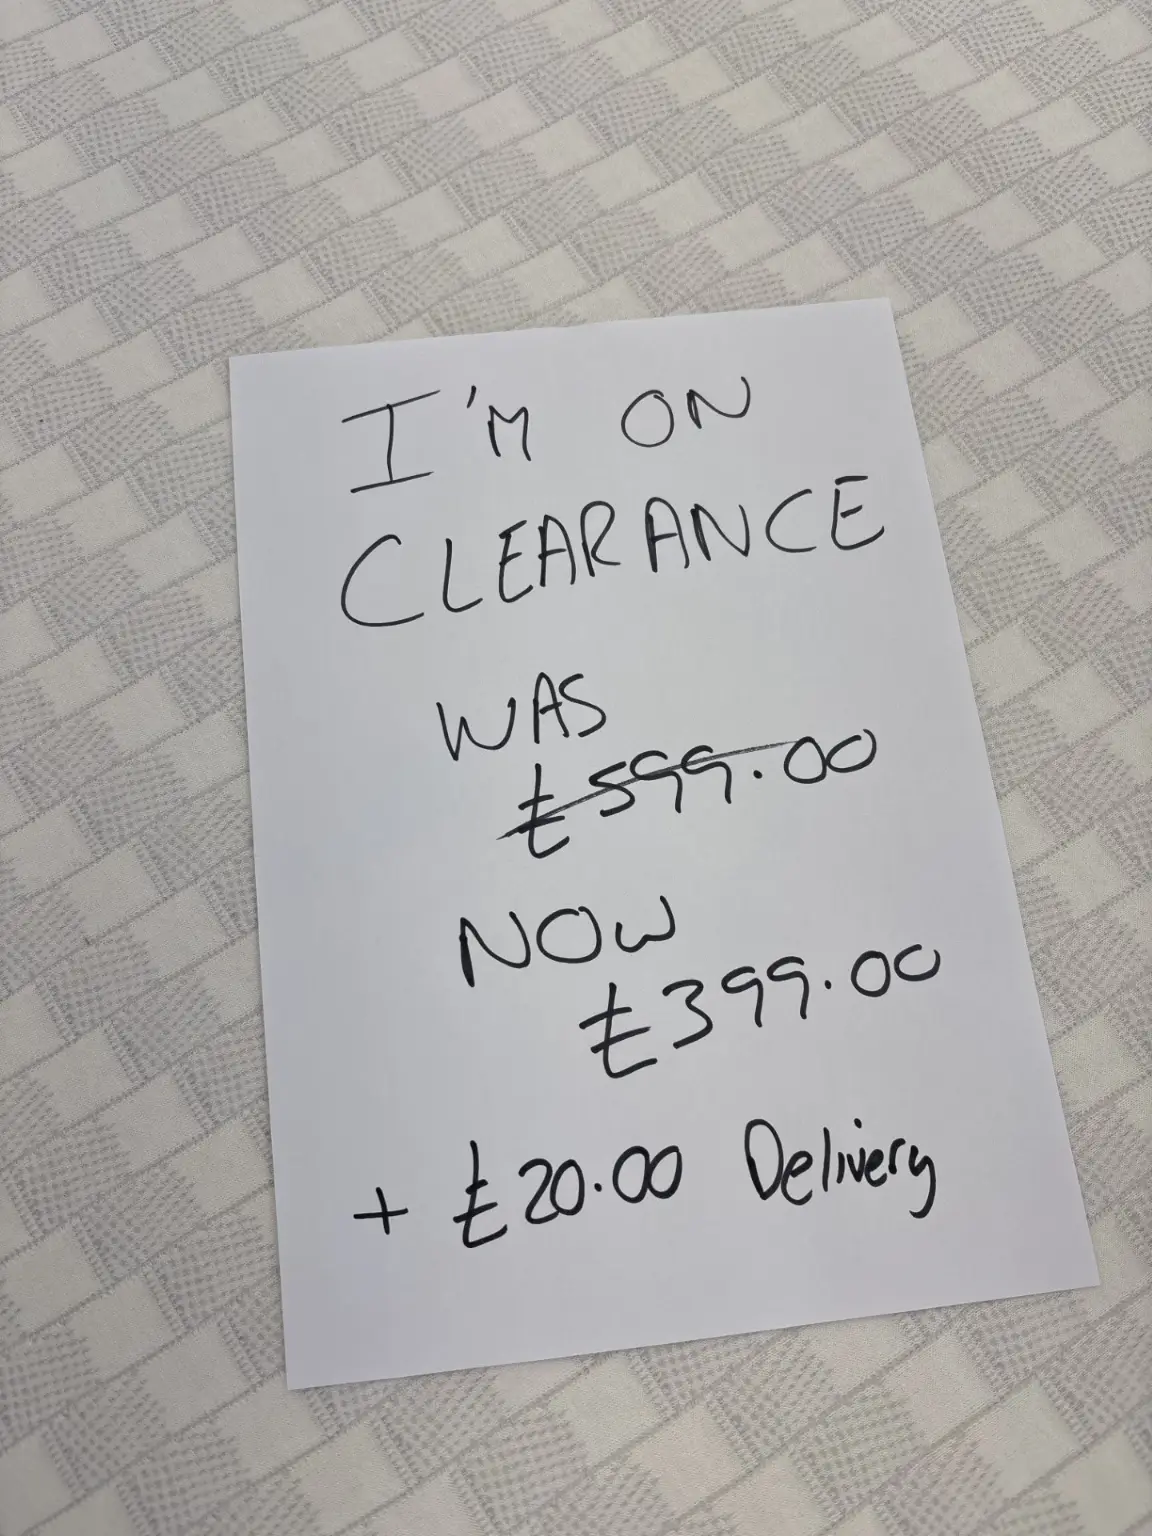 I'M ON
CLEARANCE
WAS
£599.00
NOW
£399.00
+ £20.00 Delivery